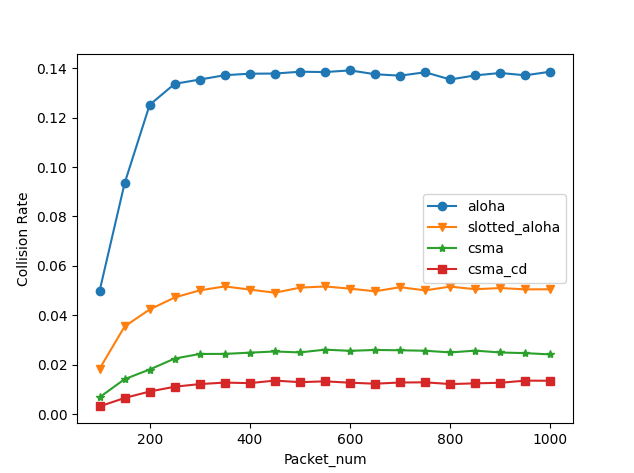 0.14
0.12
0.10
0.08
0.06
0.04
0.02
0.00
Collision Rate
aloha
slotted_aloha
csma
csma_cd
200 400 600 800 1000
Packet_num